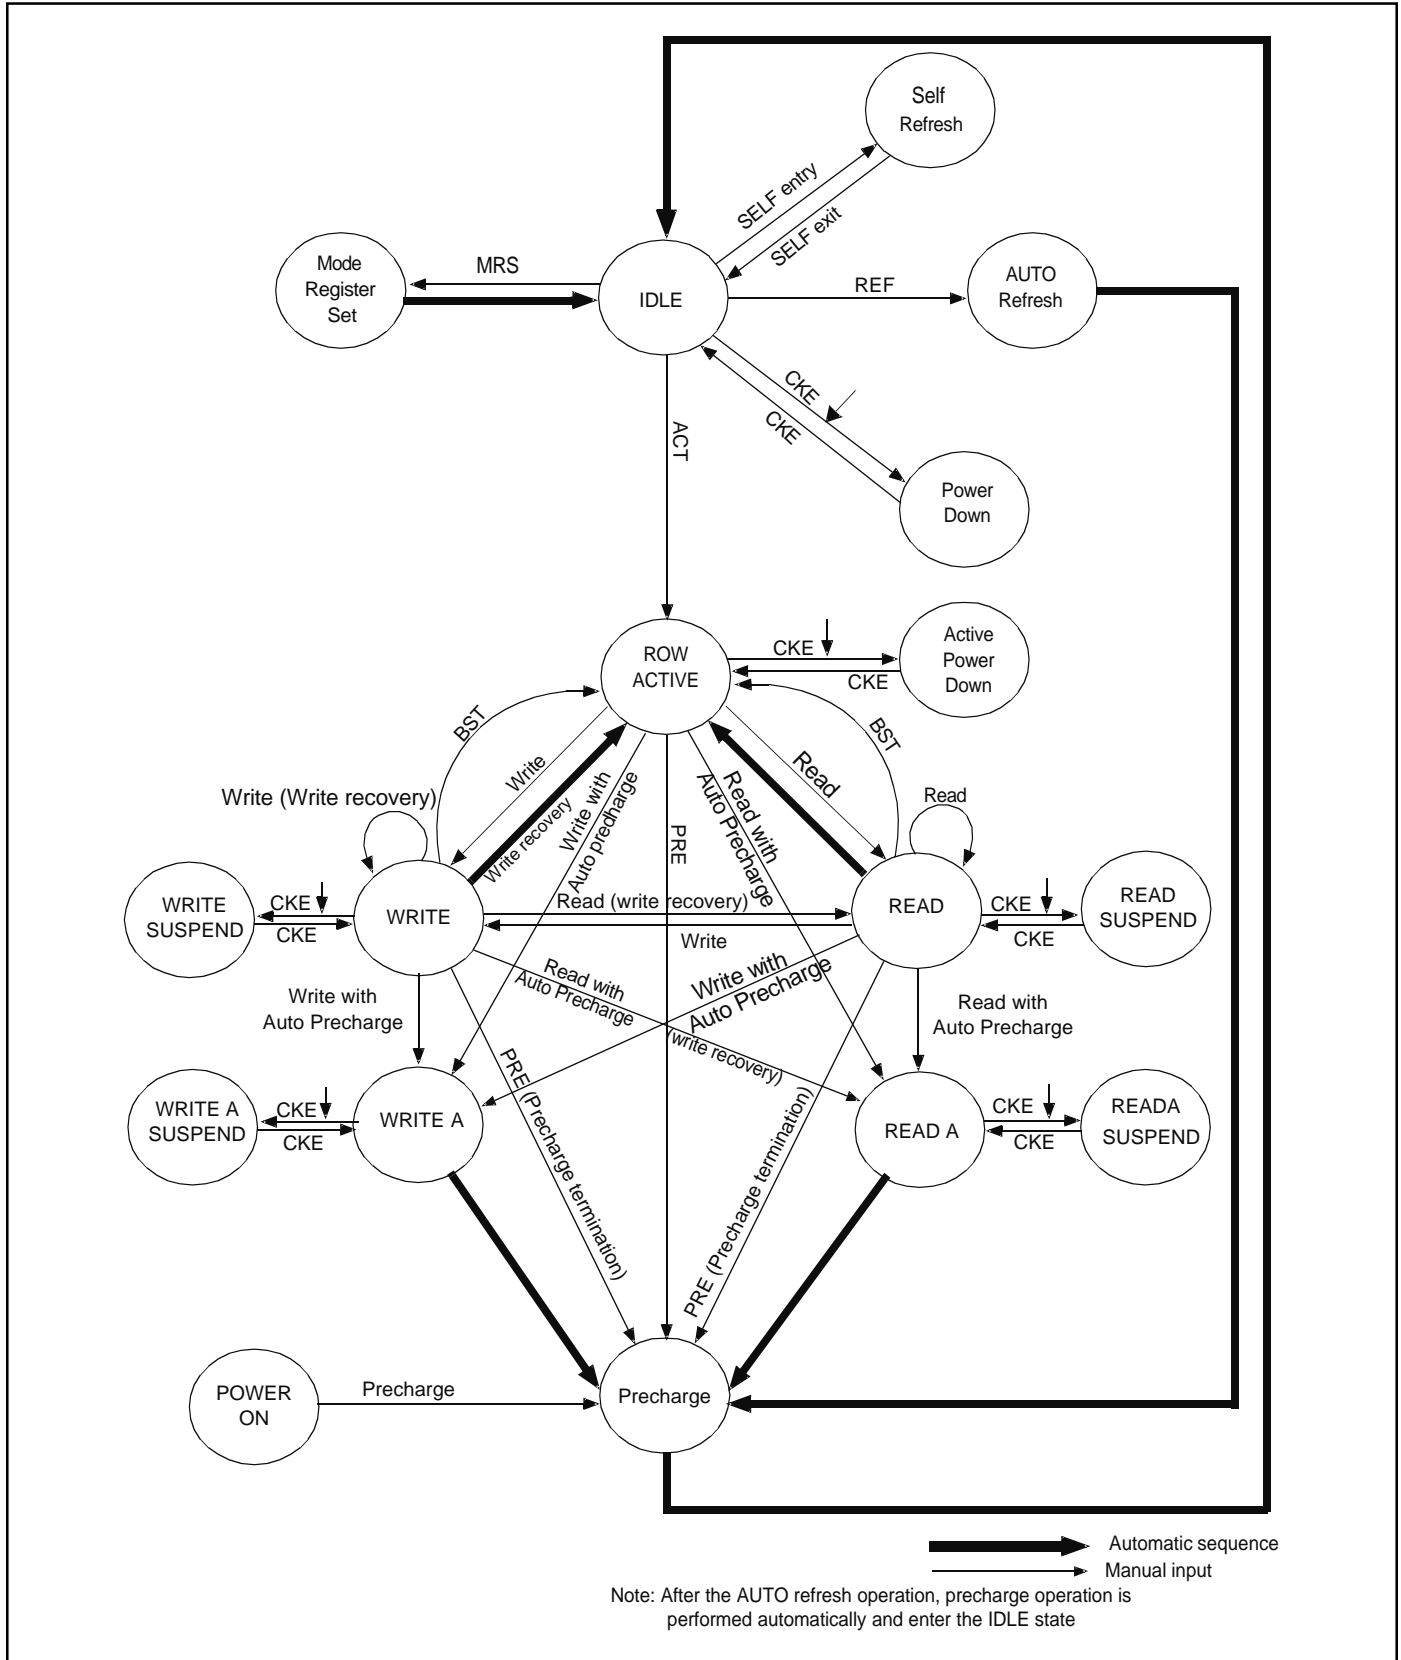 Self
Refresh
SELF entry
SELF exit
Mode
Register
Set
MRS
IDLE
REF
AUTO
Refresh
CKE
CKE
ACT
Power
Down
ROW
ACTIVE
CKE
CKE
Active
Power
Down
BST
BST
Write
Write recovery
Write with
Auto predharge
PRE
Read with
Auto Precharge
Read
Write (Write recovery)
Read
WRITE
SUSPEND
CKE
CKE
WRITE
Read (write recovery)
Write
READ
CKE
CKE
READ
SUSPEND
Write with
Auto Precharge
Read with
Auto Precharge
(write recovery)
Write with
Auto Precharge
Read with
Auto Precharge
PRE (Precharge termination)
PRE (Precharge termination)
WRITE A
SUSPEND
CKE
CKE
WRITE A
READ A
CKE
CKE
READA
SUSPEND
POWER
ON
Precharge
Precharge
Automatic sequence
Manual input
Note: After the AUTO refresh operation, precharge operation is
performed automatically and enter the IDLE state